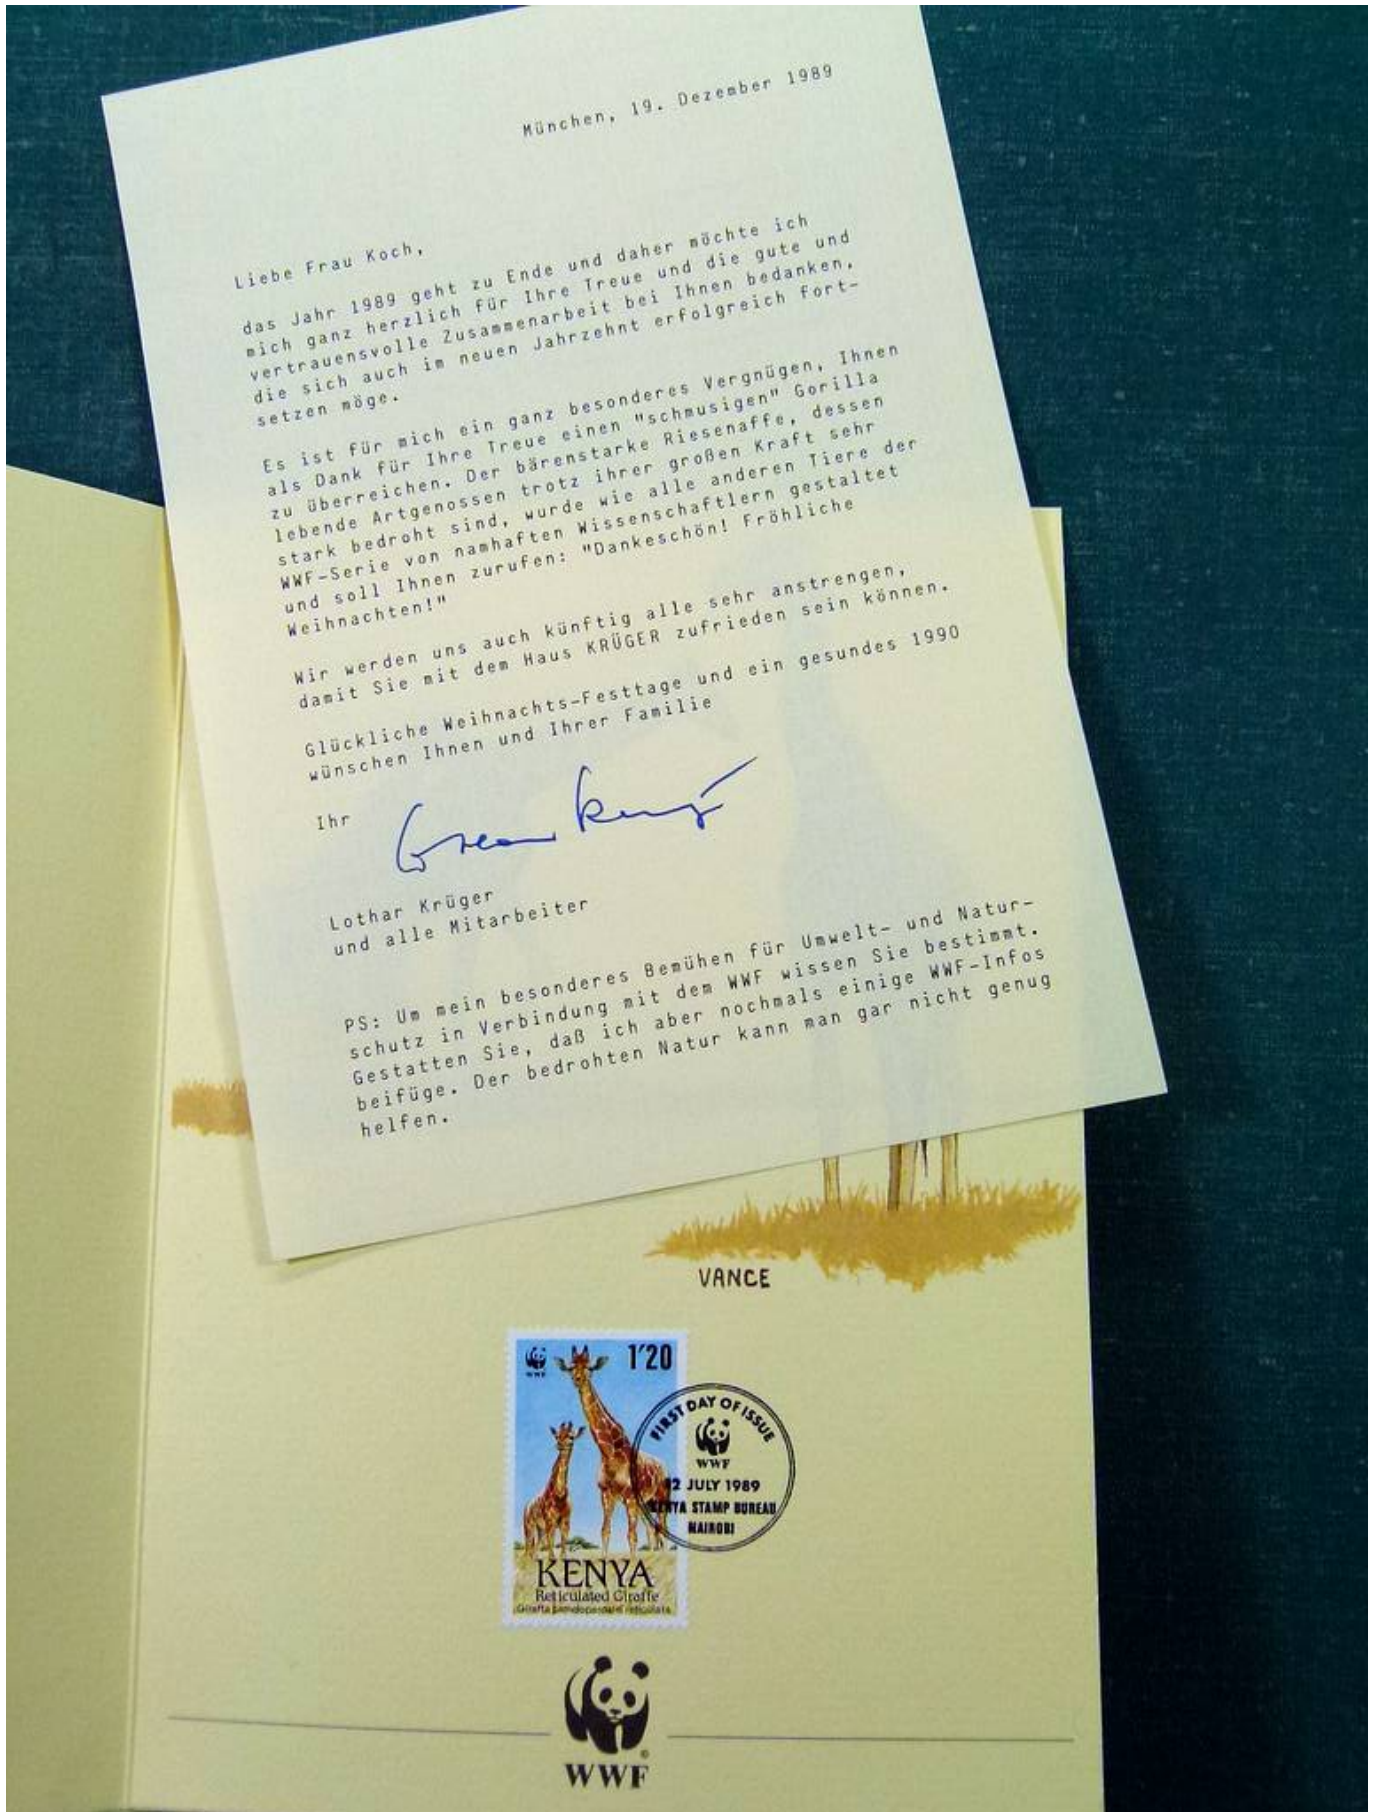 München, 19. Dezember 1989
Liebe Frau Koch,
das Jahr 1989 geht zu Ende und daher möchte ich
mich ganz herzlich für Ihre Treue und die gute und
vertrauensvolle Zusammenarbeit bei Ihnen bedanken,
die sich auch im neuen Jahrzehnt erfolgreich fort-
setzen möge.
Es ist für mich ein ganz besonderes Vergnügen, Ihnen
als Dank für Ihre Treue einen "schmusigen" Gorilla
zu überreichen. Der bärenstarke Riesenaffe, dessen
lebende Artgenossen trotz ihrer großen Kraft sehr
stark bedroht sind, wurde wie alle anderen Tiere der
WWF-Serie von namhaften Wissenschaftlern gestaltet
und soll Ihnen zurufen: "Dankeschön! Fröhliche
Weihnachten!"
Wir werden uns auch künftig alle sehr anstrengen,
damit Sie mit dem Haus KRÜGER zufrieden sein können.
Glückliche Weihnachts-Festtage und ein gesundes 1990
wünschen Ihnen und Ihrer Familie
Ihr
Lothar Krüger
und alle Mitarbeiter
PS: Um mein besonderes Bemühen für Umwelt- und Natur-
schutz in Verbindung mit dem WWF wissen Sie bestimmt.
Gestatten Sie, daß ich aber nochmals einige WWF-Infos
beifüge. Der bedrohten Natur kann man gar nicht genug
helfen.
VANCE
WWF
1'20
KENYA
Reticulated Giraffe
FIRST DAY OF ISSUE
WWF
JULY 1989
KENYA STAMP BUREAU
NAIROBI
WWF